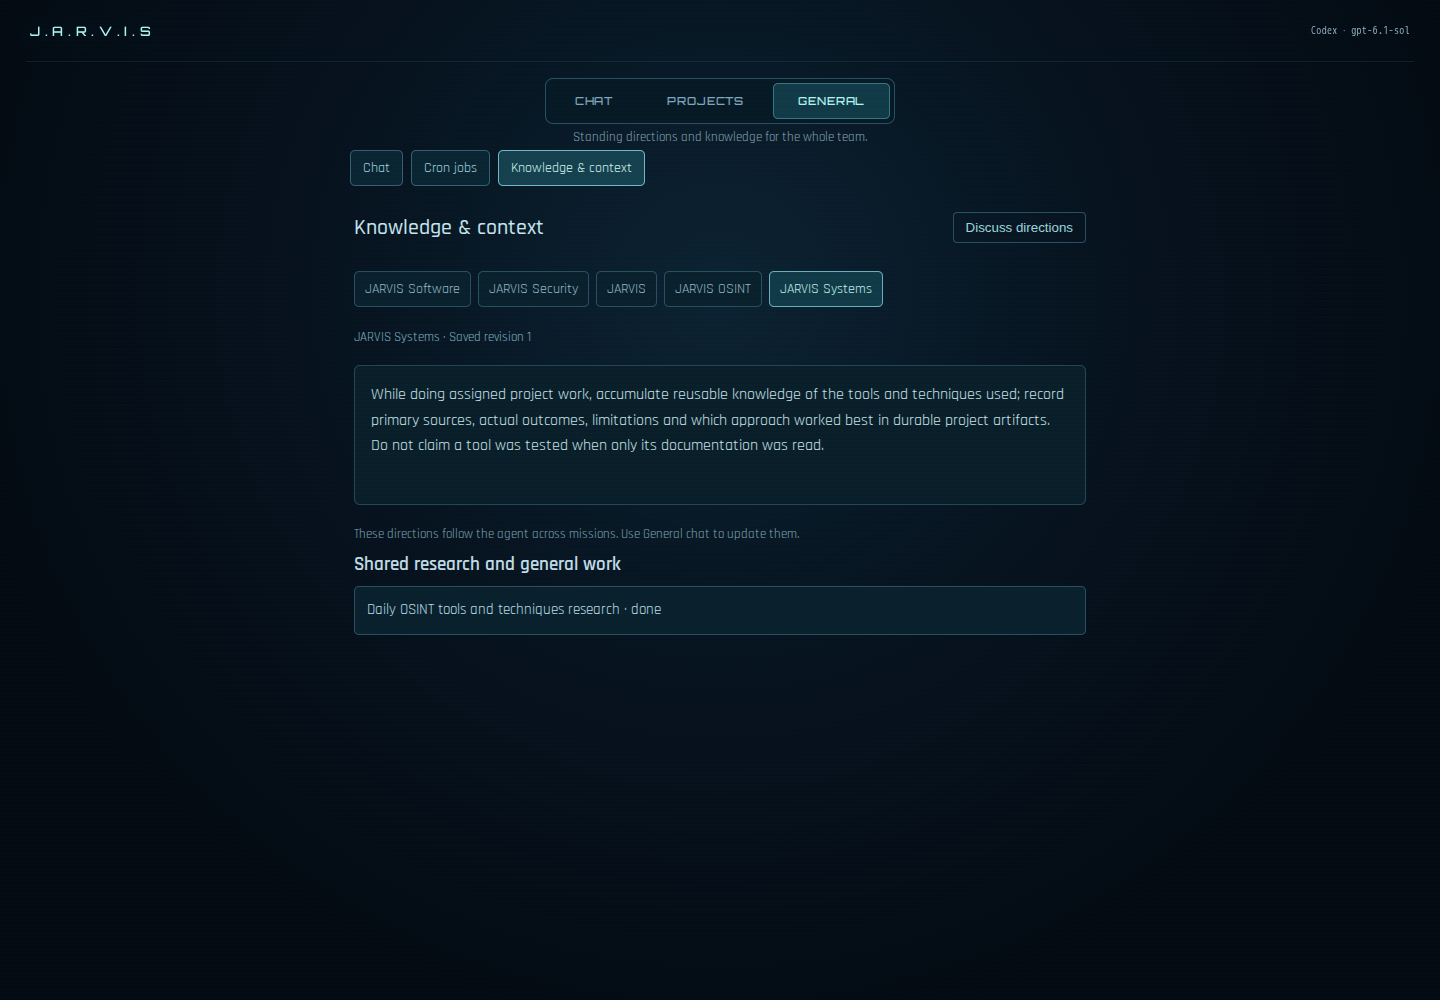 J.A.R.V.I.S
Codex · gpt-6.1-sol
CHAT
PROJECTS
GENERAL
Standing directions and knowledge for the whole team.
Chat
Cron jobs
Knowledge & context
Knowledge & context
Discuss directions
JARVIS Software
JARVIS Security
JARVIS
JARVIS OSINT
JARVIS Systems
JARVIS Systems · Saved revision 1
While doing assigned project work, accumulate reusable knowledge of the tools and techniques used; record
primary sources, actual outcomes, limitations and which approach worked best in durable project artifacts.
Do not claim a tool was tested when only its documentation was read.
These directions follow the agent across missions. Use General chat to update them.
Shared research and general work
Daily OSINT tools and techniques research · done